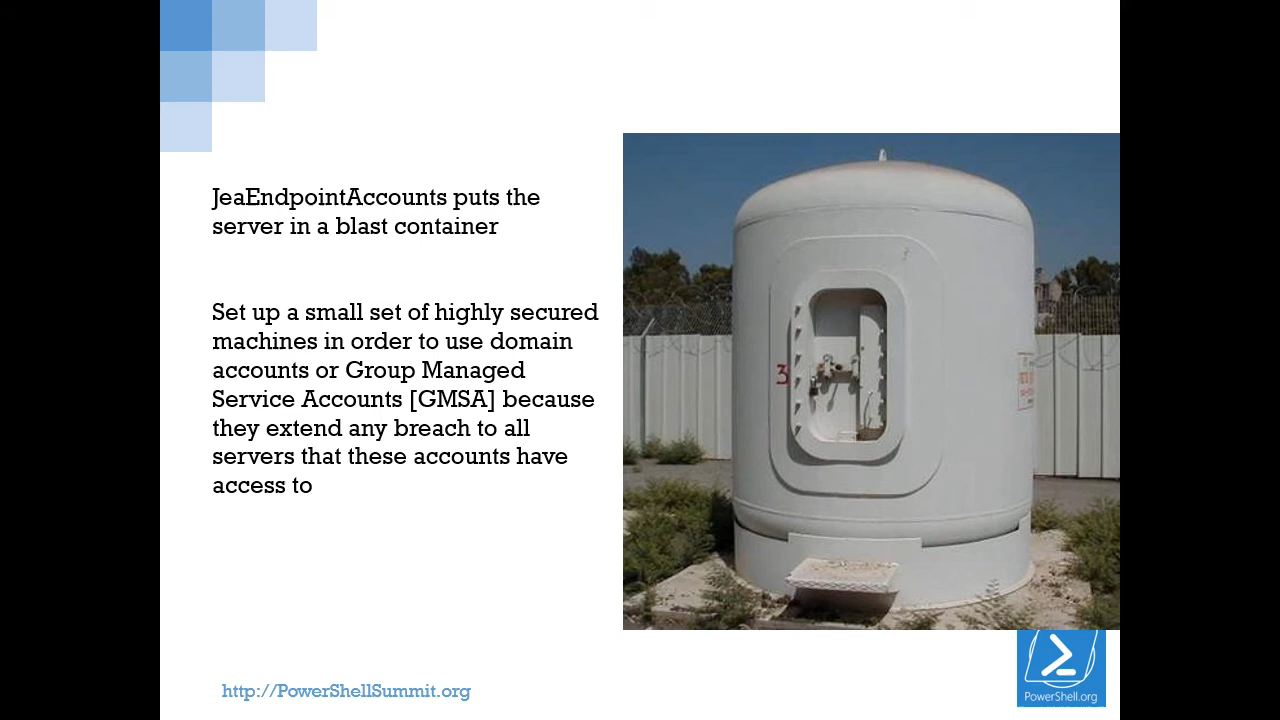 JeaEndpointAccounts puts the
server in a blast container
Set up a small set of highly secured
machines in order to use domain
accounts or Group Managed
Service Accounts [GMSA] because
they extend any breach to all
servers that these accounts have
access to
3
http://PowerShellSummit.org
PowerShell.org